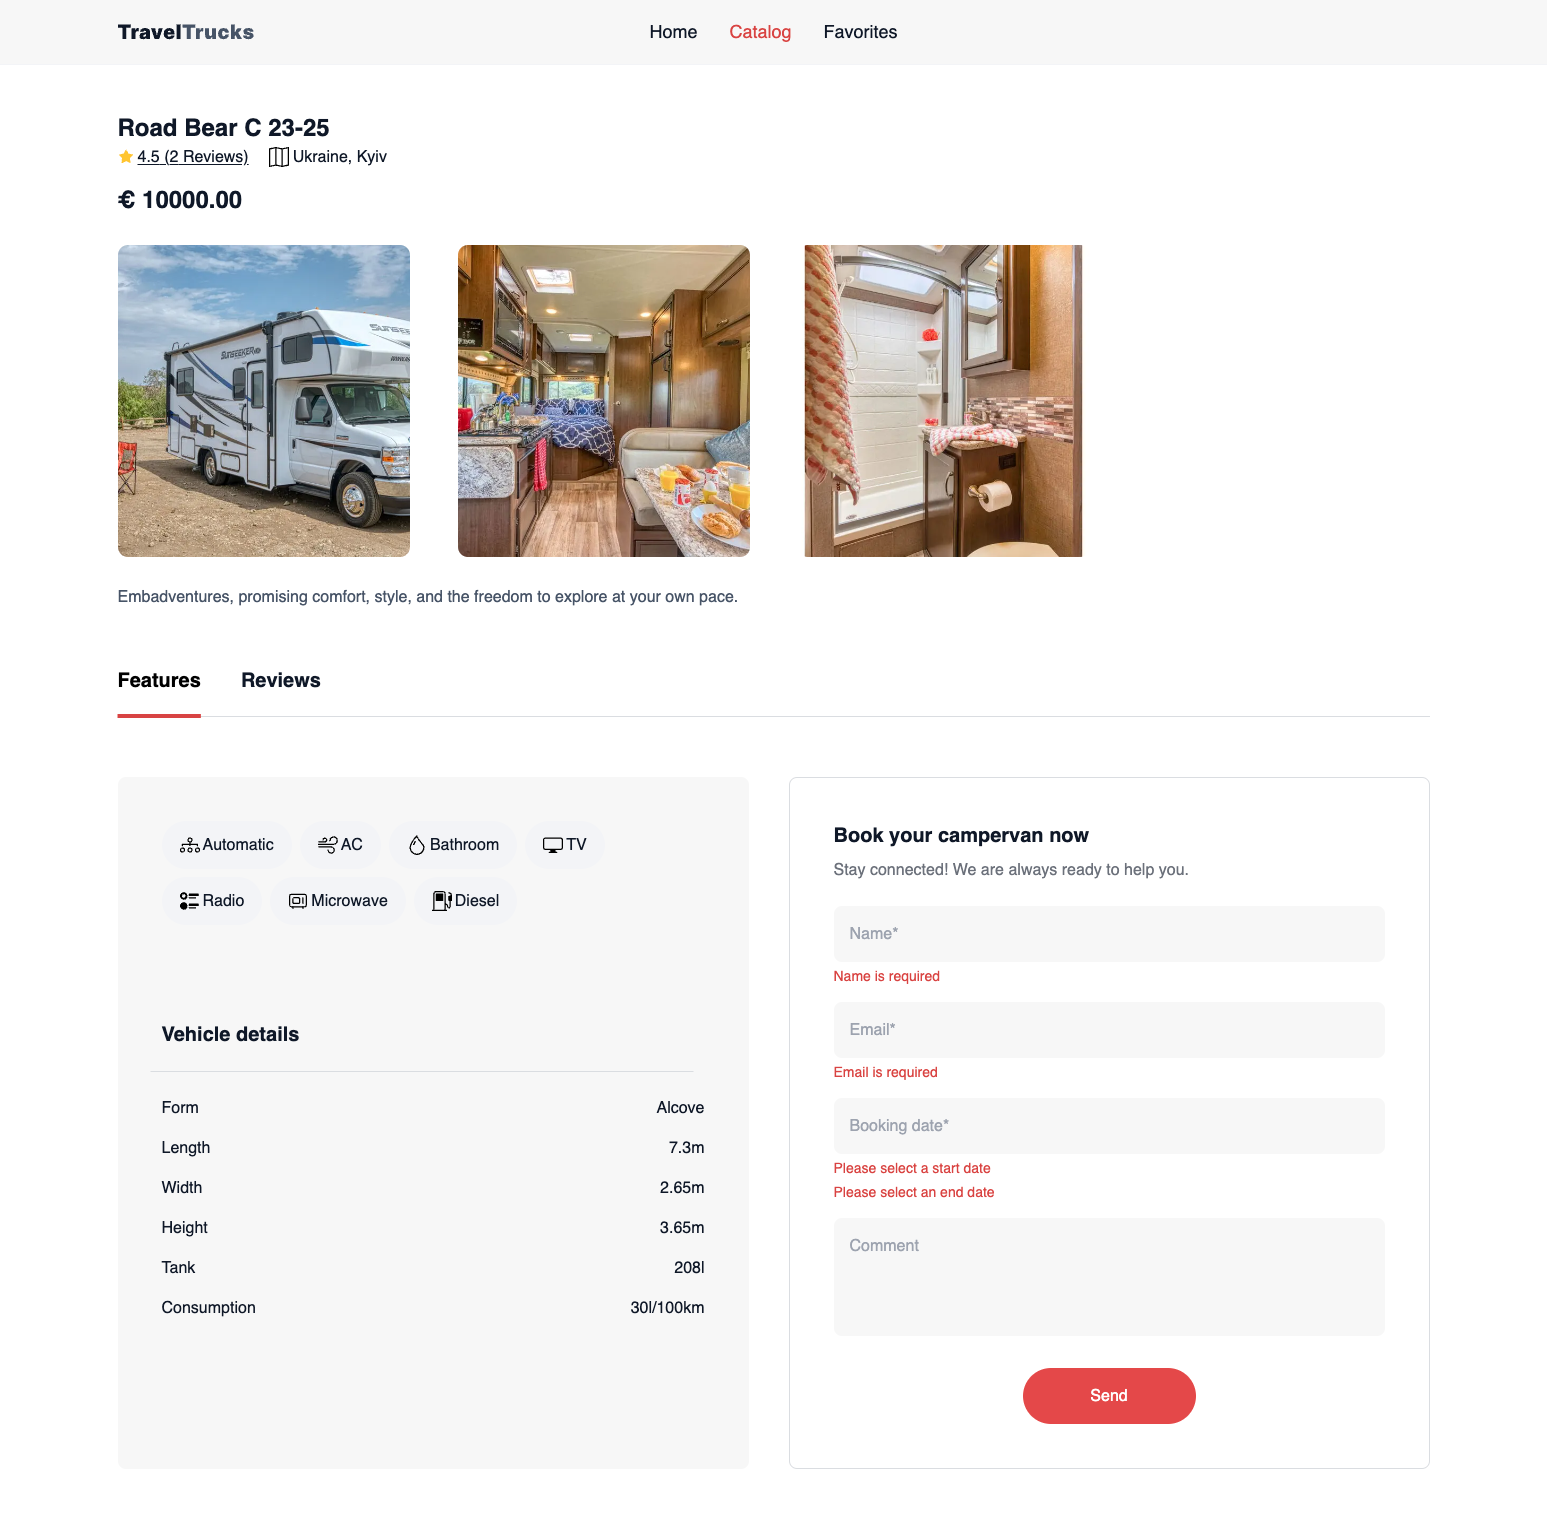 TravelTrucks
Home Catalog Favorites
Road Bear C 23-25
4.5 (2 Reviews) Ukraine, Kyiv
€ 10000.00
SUNSEEKER
Embadventures, promising comfort, style, and the freedom to explore at your own pace.
Features Reviews
Automatic AC Bathroom TV
Radio Microwave Diesel
Vehicle details
Form Alcove
Length 7.3m
Width 2.65m
Height 3.65m
Tank 208l
Consumption 30l/100km
Book your campervan now
Stay connected! We are always ready to help you.
Name*
Name is required
Email*
Email is required
Booking date*
Please select a start date
Please select an end date
Comment
Send